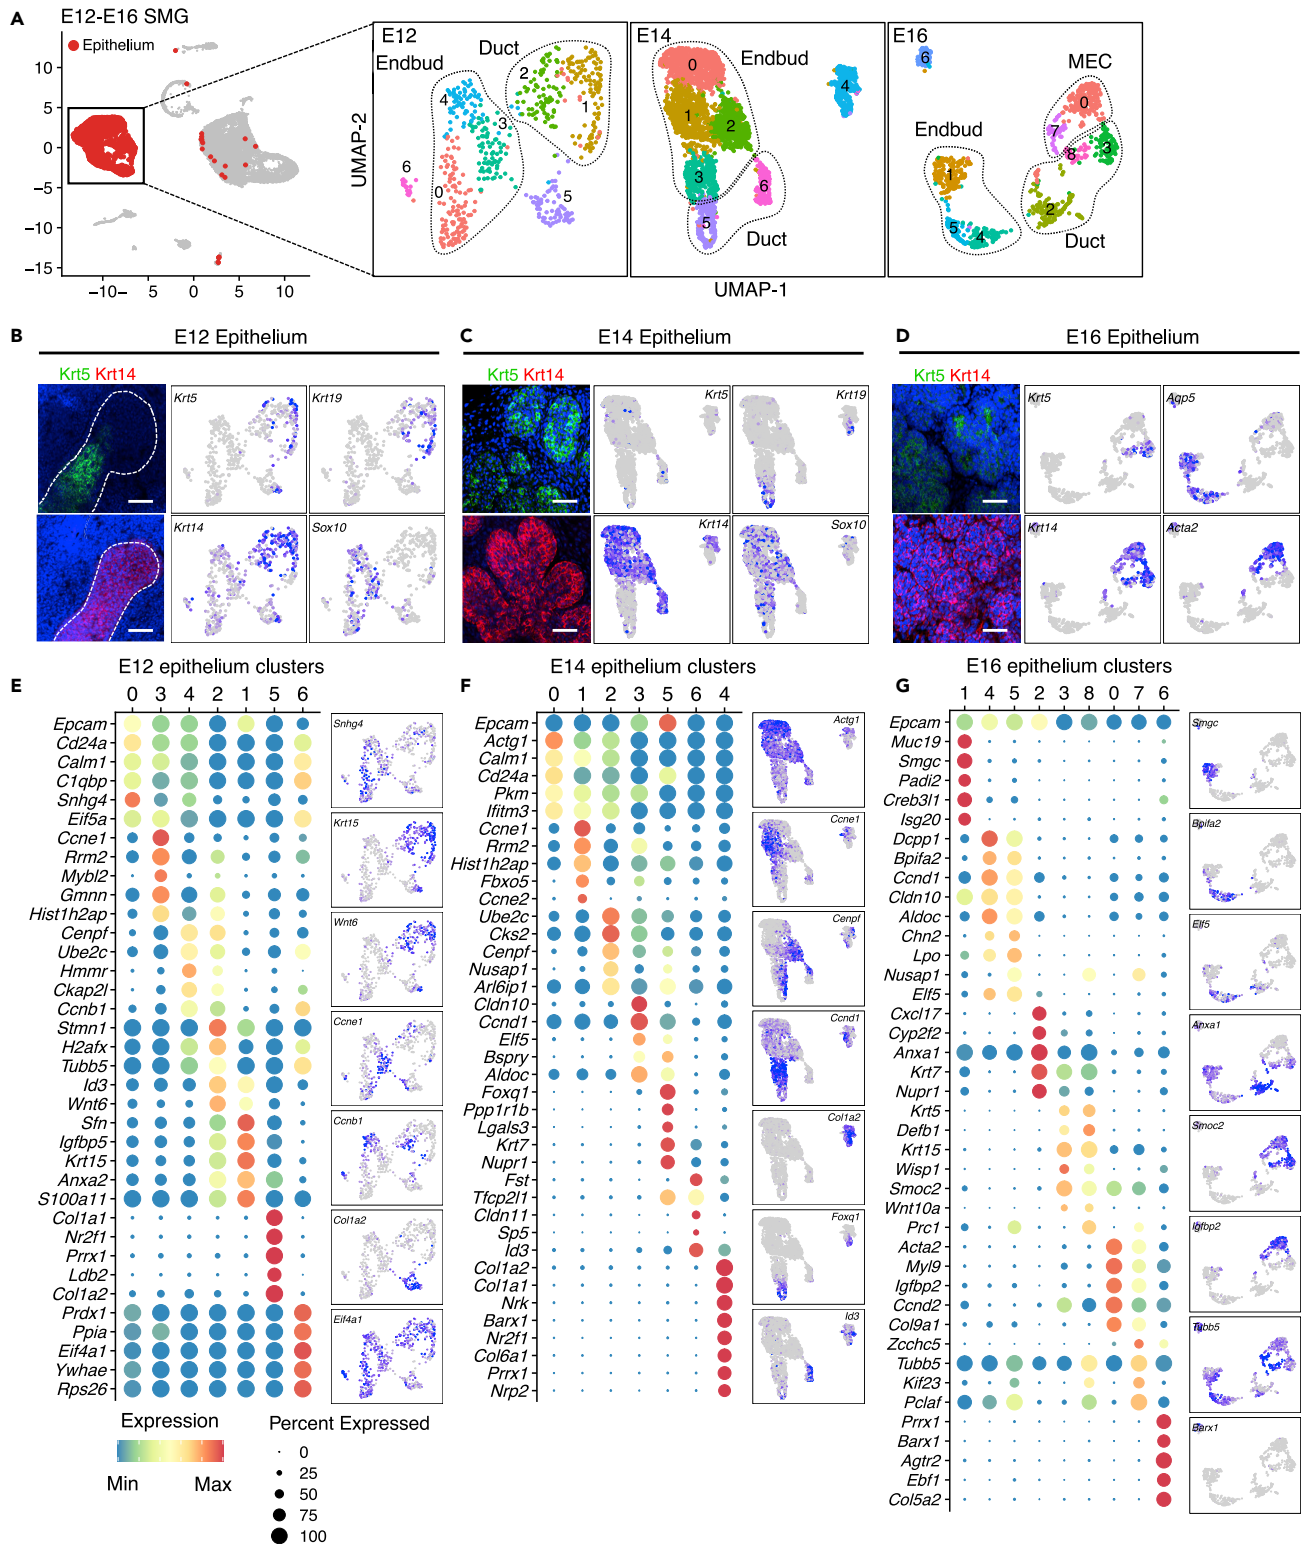 A
E12-E16 SMG
Epithelium
10
5
0
−5
−10
−15
−10−
5
0
5
10
UMAP-2
E12
Endbud
Duct
4
2
1
3
6
0
5
E14
Endbud
0
1
2
3
4
5
6
Duct
E16
MEC
6
0
7
3
8
Endbud
1
2
5
4
Duct
UMAP-1
B
E12 Epithelium
Krt5 Krt14
Krt5
Krt19
Krt14
Sox10
C
E14 Epithelium
Krt5 Krt14
Krt5
Krt19
Krt14
Sox10
D
E16 Epithelium
Krt5 Krt14
Krt5
Aqp5
Krt14
Acta2
E
E12 epithelium clusters
0 3 4 2 1 5 6
Epcam
Cd24a
Calm1
C1qbp
Snhg4
Eif5a
Ccne1
Rrm2
Mybl2
Gmnn
Hist1h2ap
Cenpf
Ube2c
Hmmr
Ckap2l
Ccnb1
Stmn1
H2afx
Tubb5
Id3
Wnt6
Sfn
Igfbp5
Krt15
Anxa2
S100a11
Col1a1
Nr2f1
Prrx1
Ldb2
Col1a2
Prdx1
Ppia
Eif4a1
Ywhae
Rps26
Snhg4
Krt15
Wnt6
Ccne1
Ccnb1
Col1a2
Eif4a1
Expression
Min Max
Percent Expressed
0
25
50
75
100
F
E14 epithelium clusters
0 1 2 3 5 6 4
Epcam
Actg1
Calm1
Cd24a
Pkm
Ifitm3
Ccne1
Rrm2
Hist1h2ap
Fbxo5
Ccne2
Ube2c
Cks2
Cenpf
Nusap1
Arl6ip1
Cldn10
Ccnd1
Elf5
Bspry
Aldoc
Foxq1
Ppp1r1b
Lgals3
Krt7
Nupr1
Fst
Tfcp2l1
Cldn11
Sp5
Id3
Col1a2
Col1a1
Nrk
Barx1
Nr2f1
Col6a1
Prrx1
Nrp2
Actg1
Ccne1
Cenpf
Ccnd1
Col1a2
Foxq1
Id3
G
E16 epithelium clusters
1 4 5 2 3 8 0 7 6
Epcam
Muc19
Smgc
Padi2
Creb3l1
Isg20
Dcpp1
Bpifa2
Ccnd1
Cldn10
Aldoc
Chn2
Lpo
Nusap1
Elf5
Cxcl17
Cyp2f2
Anxa1
Krt7
Nupr1
Krt5
Defb1
Krt15
Wisp1
Smoc2
Wnt10a
Prc1
Acta2
Myl9
Igfbp2
Ccnd2
Col9a1
Zcchc5
Tubb5
Kif23
Pclaf
Prrx1
Barx1
Agtr2
Ebf1
Col5a2
Smgc
Bpifa2
Elf5
Anxa1
Smoc2
Igfbp2
Tubb5
Barx1